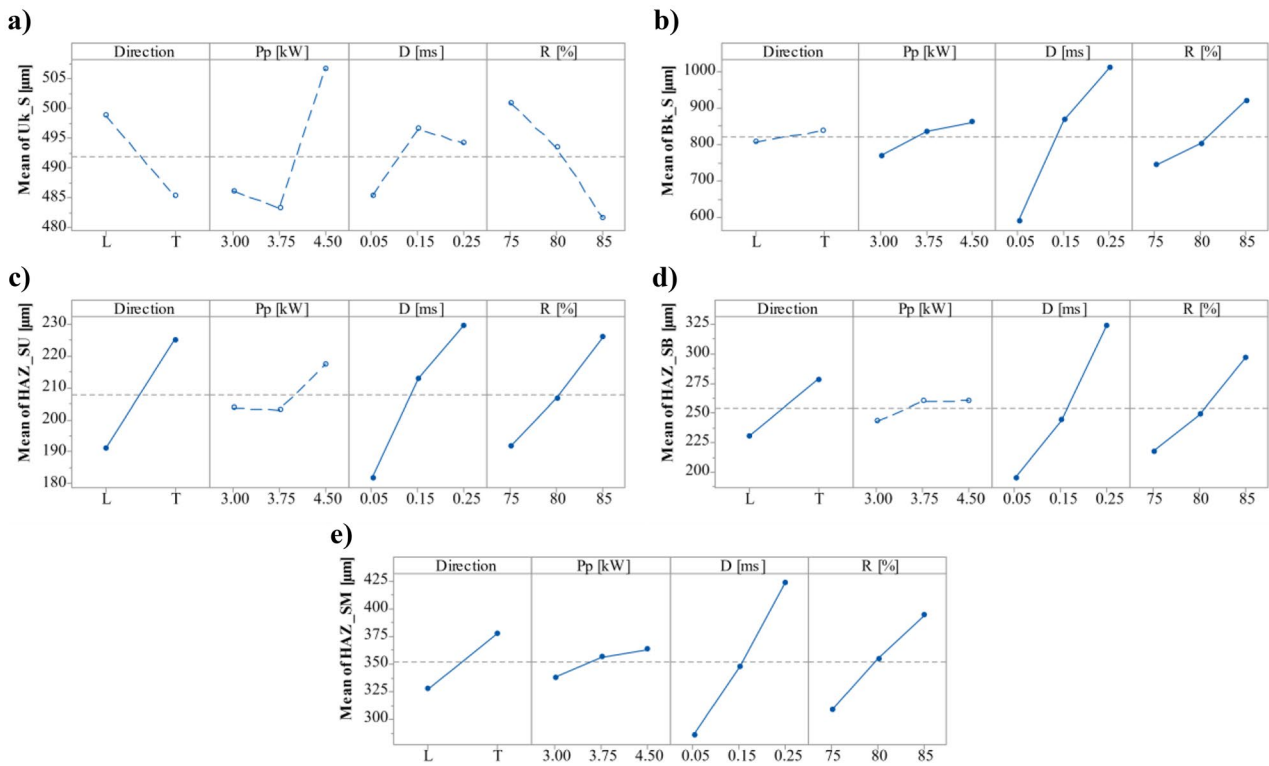 a)
Direction Pp [kW] D [ms] R [%]
Mean of Uk_S [µm]
505
500
495
490
485
480
L T 3.00 3.75 4.50 0.05 0.15 0.25 75 80 85
b)
Direction Pp [kW] D [ms] R [%]
Mean of Bk_S [µm]
1000
900
800
700
600
L T 3.00 3.75 4.50 0.05 0.15 0.25 75 80 85
c)
Direction Pp [kW] D [ms] R [%]
Mean of HAZ_SU [µm]
230
220
210
200
190
180
L T 3.00 3.75 4.50 0.05 0.15 0.25 75 80 85
d)
Direction Pp [kW] D [ms] R [%]
Mean of HAZ_SB [µm]
325
300
275
250
225
200
L T 3.00 3.75 4.50 0.05 0.15 0.25 75 80 85
e)
Direction Pp [kW] D [ms] R [%]
Mean of HAZ_SM [µm]
425
400
375
350
325
300
L T 3.00 3.75 4.50 0.05 0.15 0.25 75 80 85